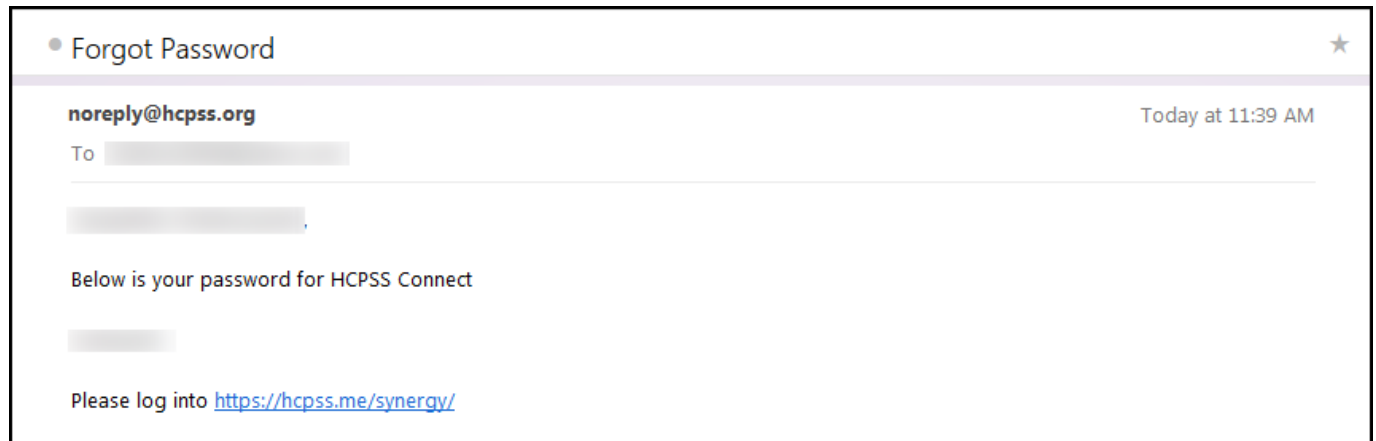 Forgot Password
noreply@hcpss.org
Today at 11:39 AM
To
,
Below is your password for HCPSS Connect
Please log into https://hcpss.me/synergy/